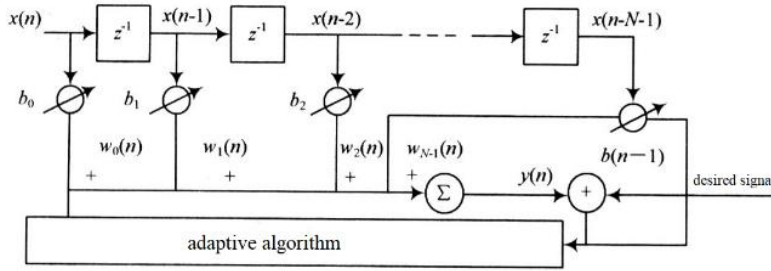 x(n) x(n-1) x(n-2) x(n-N-1)
z⁻¹ z⁻¹ z⁻¹
b₀ b₁ b₂
w₀(n) w₁(n) w₂(n) w_{N-1}(n) b(n-1)
+ + + +
Σ y(n) + desired signa
adaptive algorithm